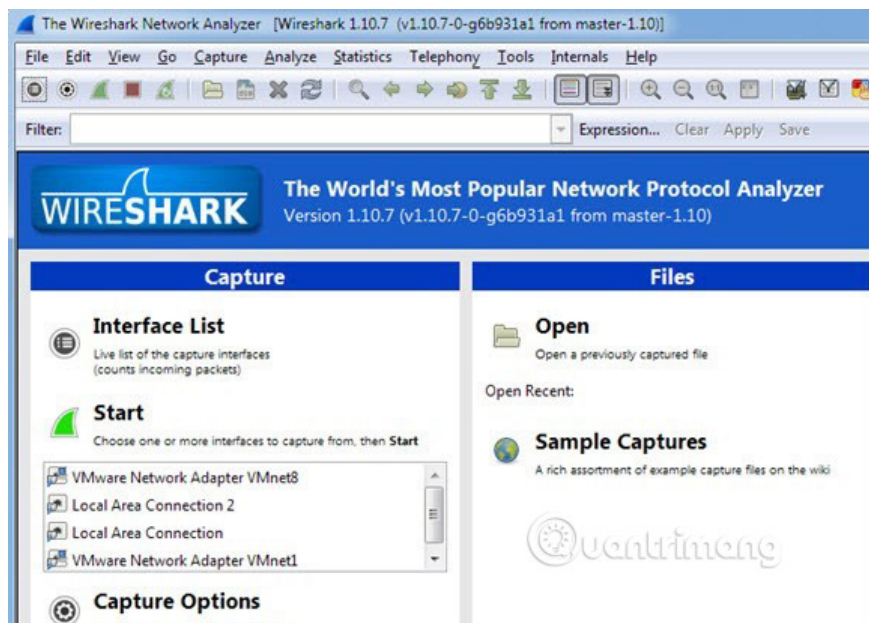 The Wireshark Network Analyzer [Wireshark 1.10.7 (v1.10.7-0-g6b931a1 from master-1.10)]
File Edit View Go Capture Analyze Statistics Telephony Tools Internals Help
Filter: Expression... Clear Apply Save
WIRESHARK
The World's Most Popular Network Protocol Analyzer
Version 1.10.7 (v1.10.7-0-g6b931a1 from master-1.10)
Capture
Interface List
Live list of the capture interfaces
(counts incoming packets)
Start
Choose one or more interfaces to capture from, then Start
VMware Network Adapter VMnet8
Local Area Connection 2
Local Area Connection
VMware Network Adapter VMnet1
Capture Options
Files
Open
Open a previously captured file
Open Recent:
Sample Captures
A rich assortment of example capture files on the wiki
Quantrimang